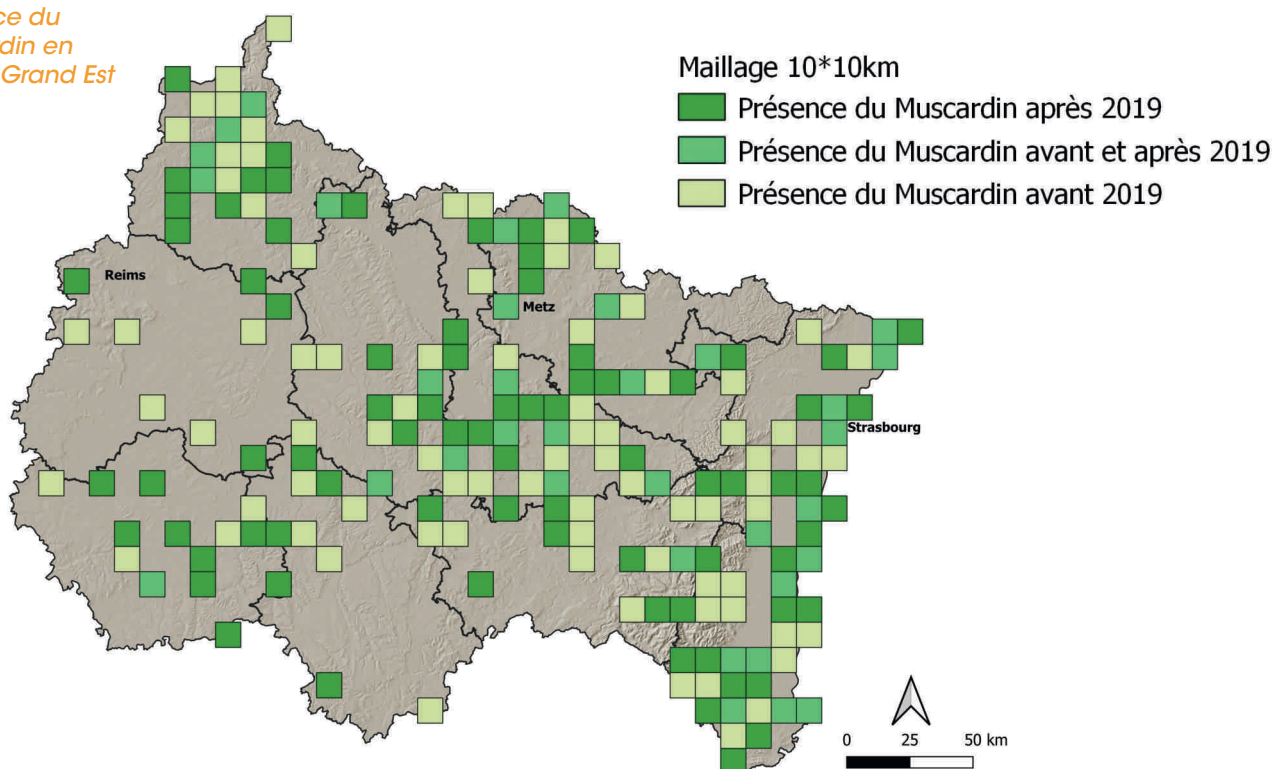 ce du
din en
Grand Est
Maillage 10*10km
Présence du Muscardin après 2019
Présence du Muscardin avant et après 2019
Présence du Muscardin avant 2019
Reims
Metz
Strasbourg
0 25 50 km